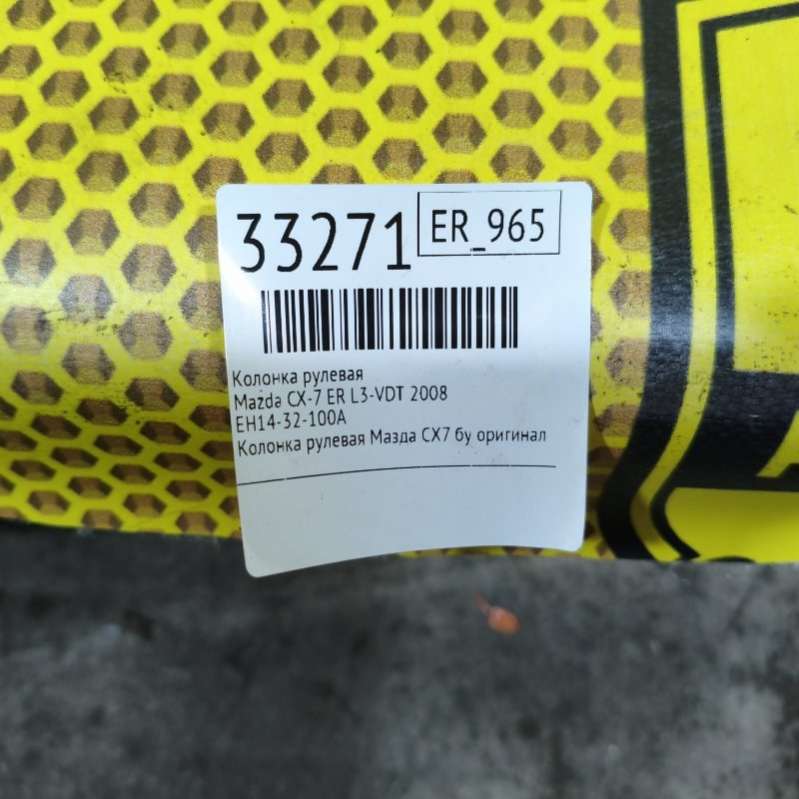 33271 ER_965
Колонка рулевая
Mazda CX-7 ER L3-VDT 2008
EH14-32-100A
Колонка рулевая Мазда СХ7 бу оригинал